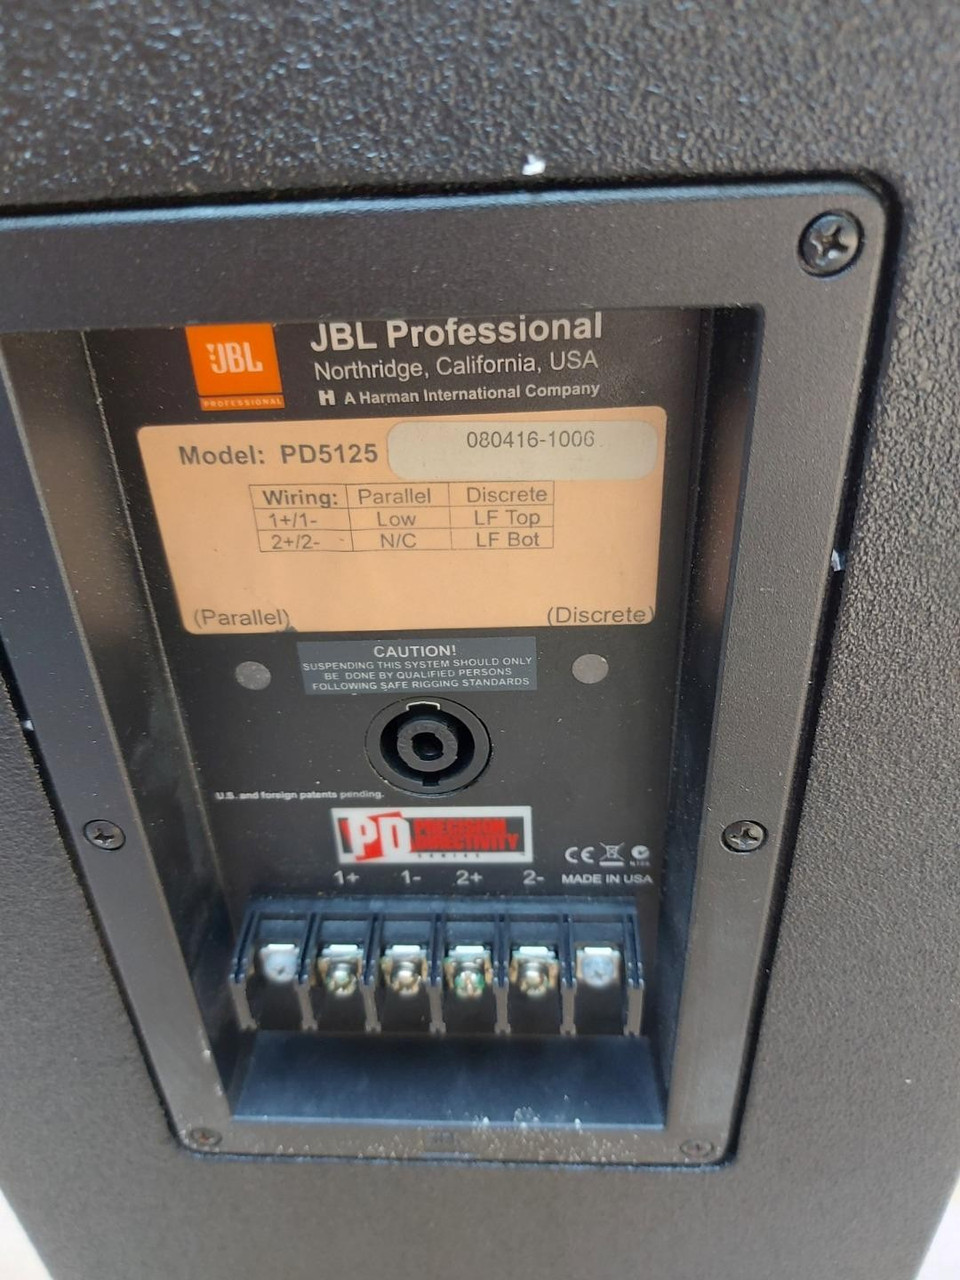 JBL
PROFESSIONAL
JBL Professional
Northridge, California, USA
H A Harman International Company
Model: PD5125
080416-1006
Wiring: Parallel Discrete
1+/1- Low LF Top
2+/2- N/C LF Bot
(Parallel) (Discrete)
CAUTION!
SUSPENDING THIS SYSTEM SHOULD ONLY
BE DONE BY QUALIFIED PERSONS
FOLLOWING SAFE RIGGING STANDARDS
U.S. and foreign patents pending.
PD PRECISION
DIRECTIVITY
SERIES
CE N108
1+ 1- 2+ 2- MADE IN USA